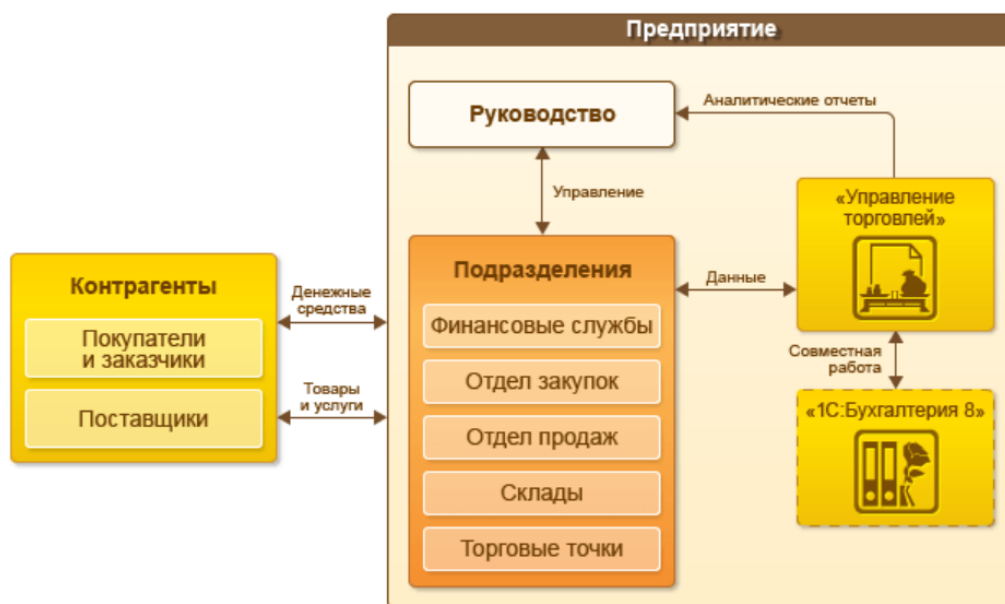 Предприятие
Руководство
Аналитические отчеты
Управление
«Управление
торговлей»
Контрагенты
Покупатели
и заказчики
Поставщики
Денежные
средства
Товары
и услуги
Подразделения
Финансовые службы
Отдел закупок
Отдел продаж
Склады
Торговые точки
Данные
Совместная
работа
«1С:Бухгалтерия 8»